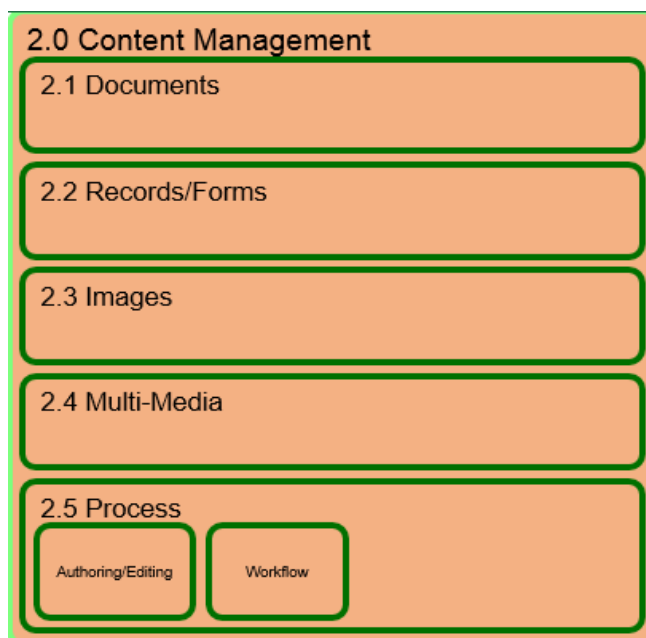 2.0 Content Management
2.1 Documents
2.2 Records/Forms
2.3 Images
2.4 Multi-Media
2.5 Process
Authoring/Editing
Workflow